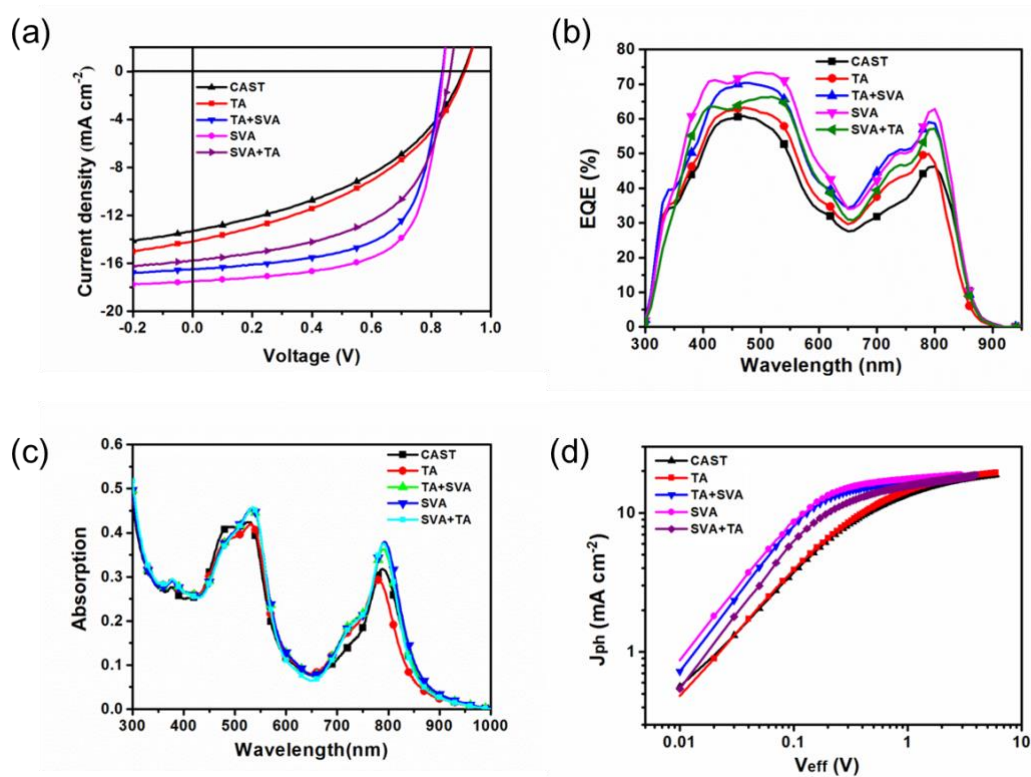 (a)
0
-4
-8
-12
-16
-20
-0.2
0.0
0.2
0.4
0.6
0.8
1.0
Current density (mA cm⁻²)
Voltage (V)
CAST
TA
TA+SVA
SVA
SVA+TA
(b)
80
70
60
50
40
30
20
10
0
300
400
500
600
700
800
900
EQE (%)
Wavelength (nm)
CAST
TA
TA+SVA
SVA
SVA+TA
(c)
0.6
0.5
0.4
0.3
0.2
0.1
0.0
300
400
500
600
700
800
900
1000
Absorption
Wavelength(nm)
CAST
TA
TA+SVA
SVA
SVA+TA
(d)
10
1
0.01
0.1
1
10
Jph (mA cm⁻²)
Veff (V)
CAST
TA
TA+SVA
SVA
SVA+TA